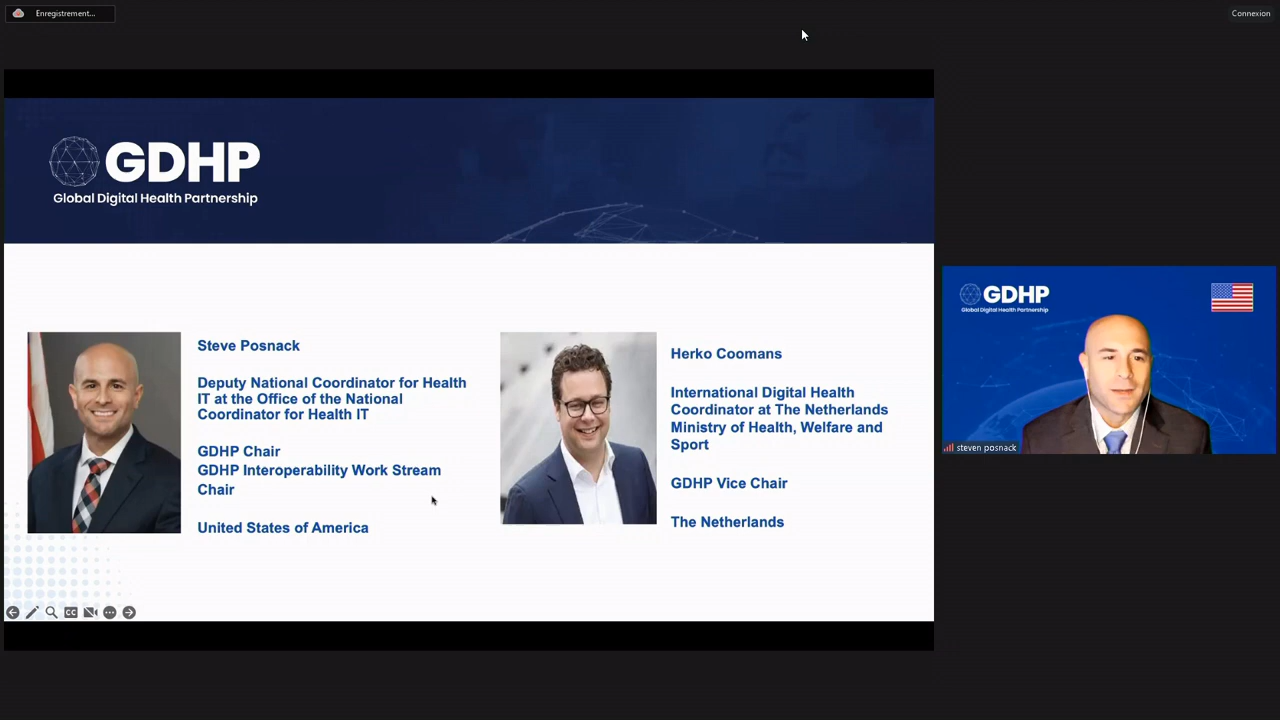 Enregistrement...
Connexion
GDHP
Global Digital Health Partnership
Steve Posnack
Deputy National Coordinator for Health
IT at the Office of the National
Coordinator for Health IT
GDHP Chair
GDHP Interoperability Work Stream
Chair
United States of America
Herko Coomans
International Digital Health
Coordinator at The Netherlands
Ministry of Health, Welfare and
Sport
GDHP Vice Chair
The Netherlands
CC
GDHP
Global Digital Health Partnership
steven posnack